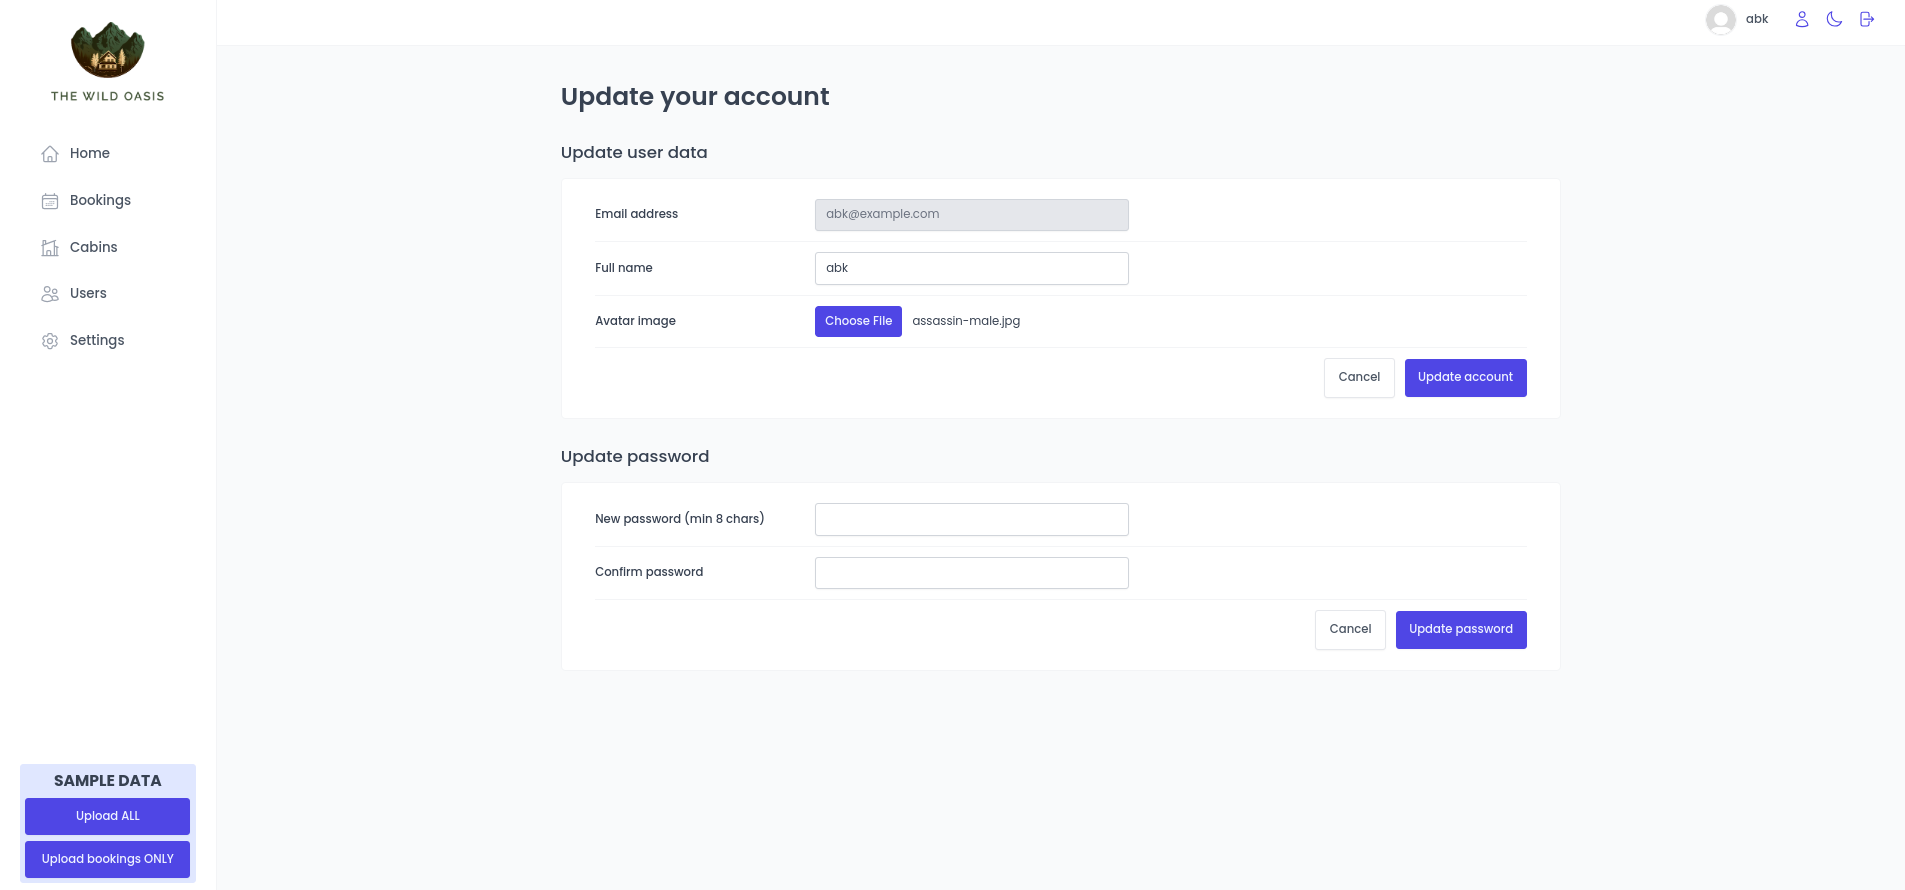 THE WILD OASIS
Home
Bookings
Cabins
Users
Settings
SAMPLE DATA
Upload ALL
Upload bookings ONLY
abk
Update your account
Update user data
Email address
abk@example.com
Full name
abk
Avatar image
Choose File assassin-male.jpg
Cancel
Update account
Update password
New password (min 8 chars)
Confirm password
Cancel
Update password